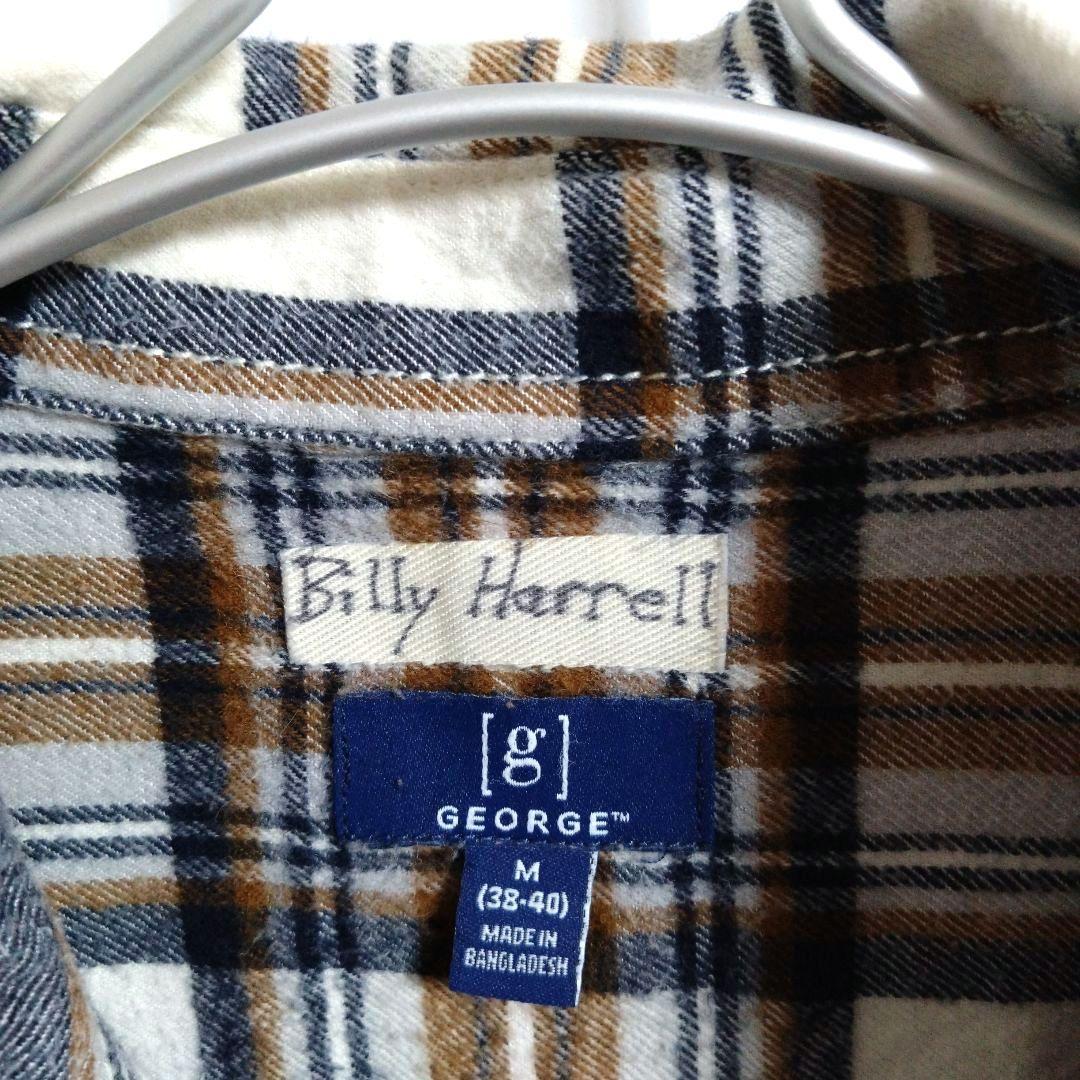 Billy Harrell
[g]
GEORGE™
M
(38-40)
MADE IN
BANGLADESH